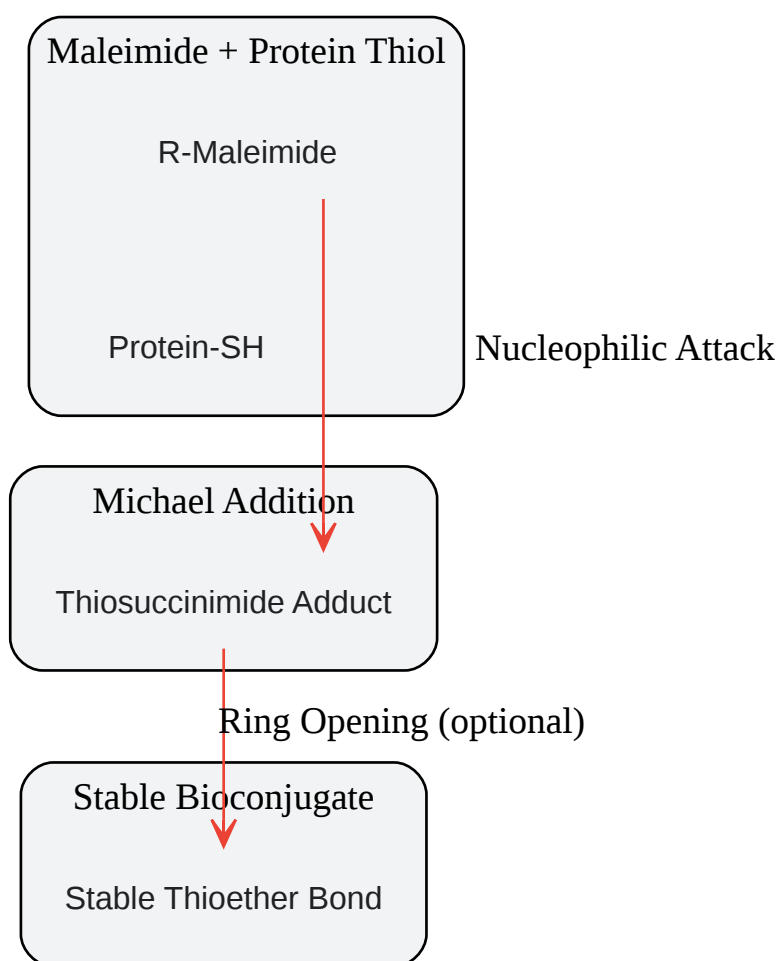 Maleimide + Protein Thiol
R-Maleimide
Protein-SH
Nucleophilic Attack
Michael Addition
Thiosuccinimide Adduct
Ring Opening (optional)
Stable Bioconjugate
Stable Thioether Bond